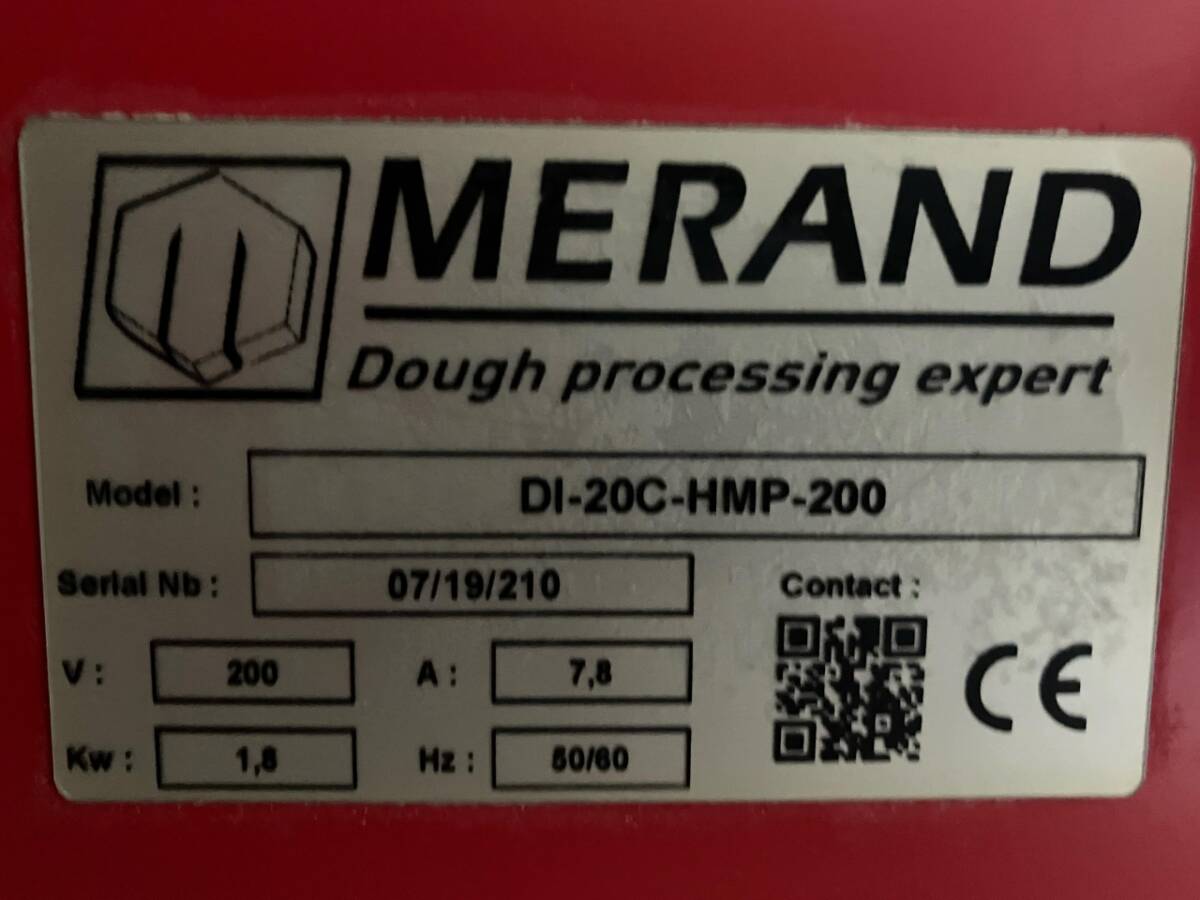 MERAND
Dough processing expert
Model : DI-20C-HMP-200
Serial Nb : 07/19/210
Contact :
V : 200 A : 7,8
CE
Kw : 1,8 Hz : 50/60